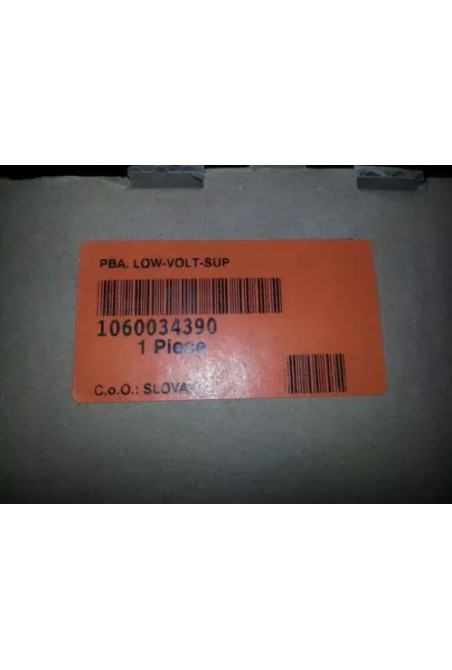 PBA. LOW-VOLT-SUP
1060034390
1 Piece
C.o.O.: